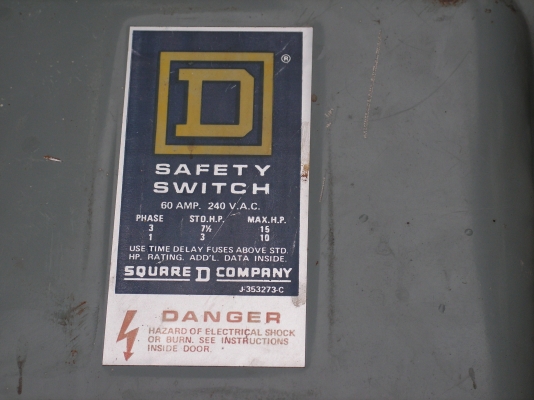 D ®
SAFETY
SWITCH
60 AMP. 240 V.A.C.
PHASE STD.H.P. MAX.H.P.
3 7½ 15
1 3 10
USE TIME DELAY FUSES ABOVE STD.
HP. RATING. ADD'L. DATA INSIDE.
SQUARE D COMPANY
J-353273-C
DANGER
HAZARD OF ELECTRICAL SHOCK
OR BURN. SEE INSTRUCTIONS
INSIDE DOOR.